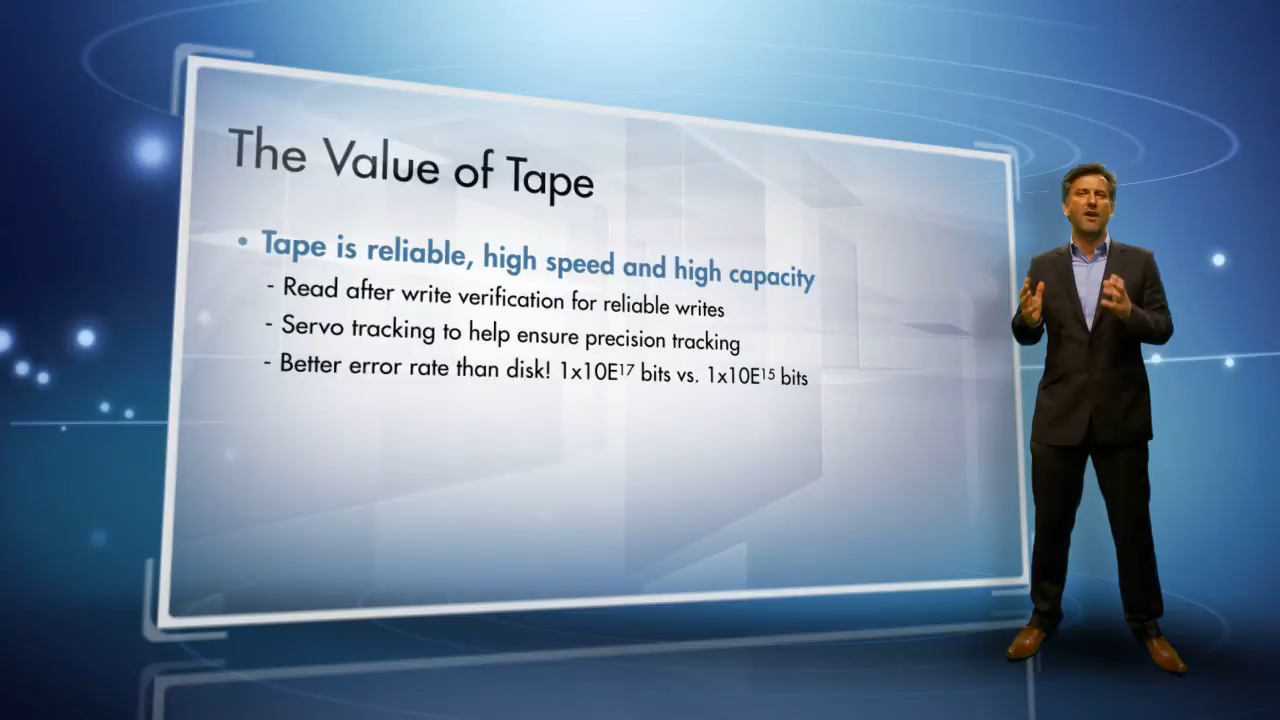 The Value of Tape
• Tape is reliable, high speed and high capacity
- Read after write verification for reliable writes
- Servo tracking to help ensure precision tracking
- Better error rate than disk! 1x10E¹⁷ bits vs. 1x10E¹⁵ bits